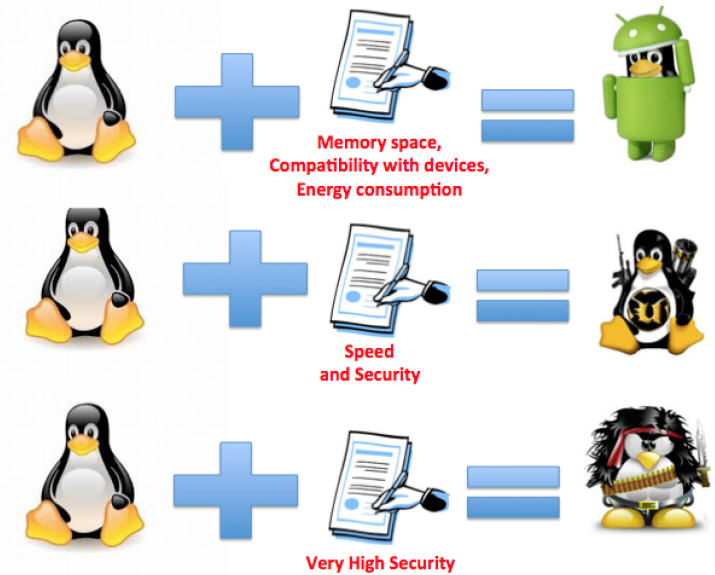 Memory space,
Compatibility with devices,
Energy consumption
Speed
and Security
Very High Security